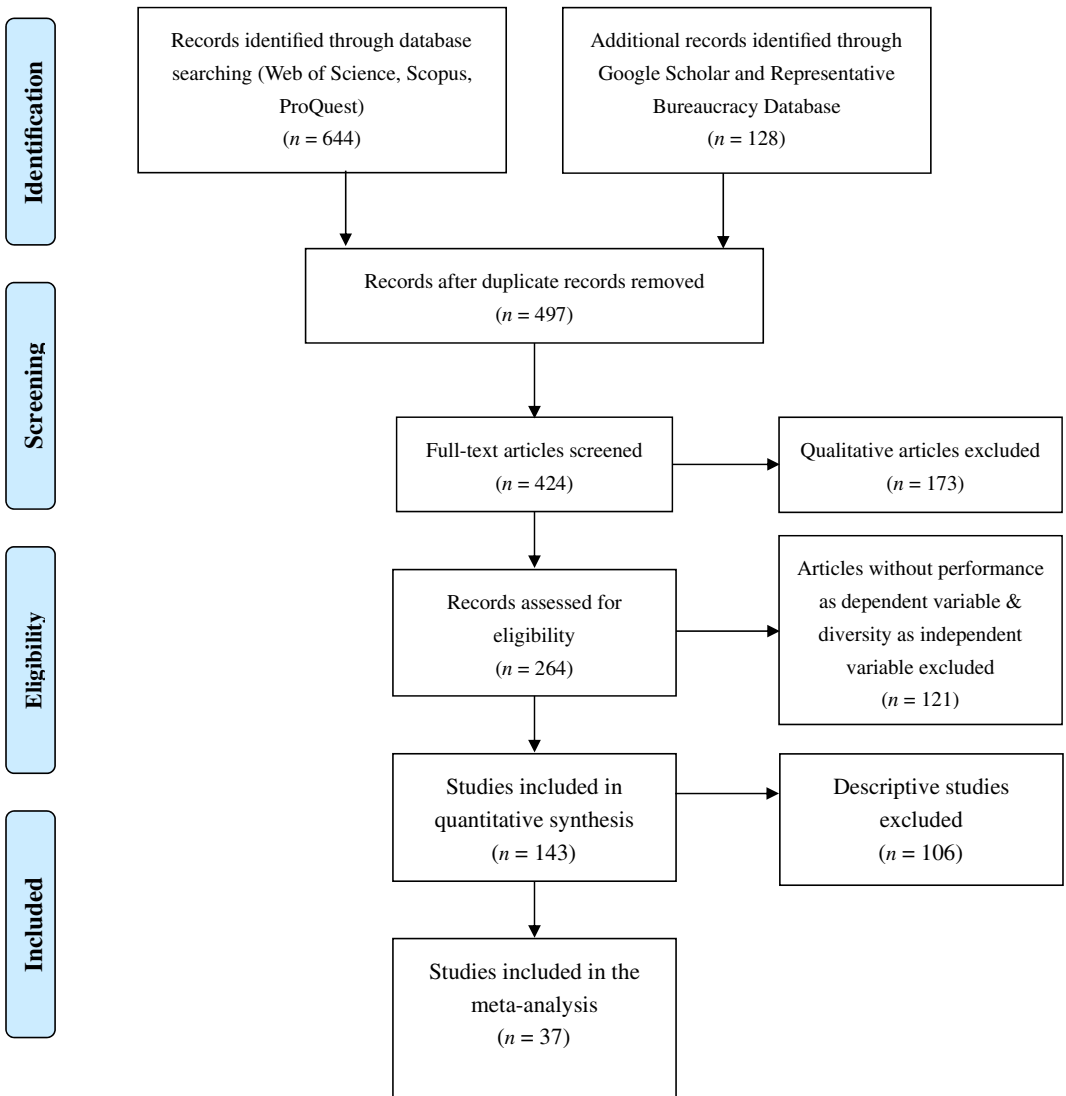 Identification
Records identified through database
searching (Web of Science, Scopus,
ProQuest)
(n = 644)
Additional records identified through
Google Scholar and Representative
Bureaucracy Database
(n = 128)
Records after duplicate records removed
(n = 497)
Screening
Full-text articles screened
(n = 424)
Qualitative articles excluded
(n = 173)
Eligibility
Records assessed for
eligibility
(n = 264)
Articles without performance
as dependent variable &
diversity as independent
variable excluded
(n = 121)
Studies included in
quantitative synthesis
(n = 143)
Descriptive studies
excluded
(n = 106)
Included
Studies included in the
meta-analysis
(n = 37)